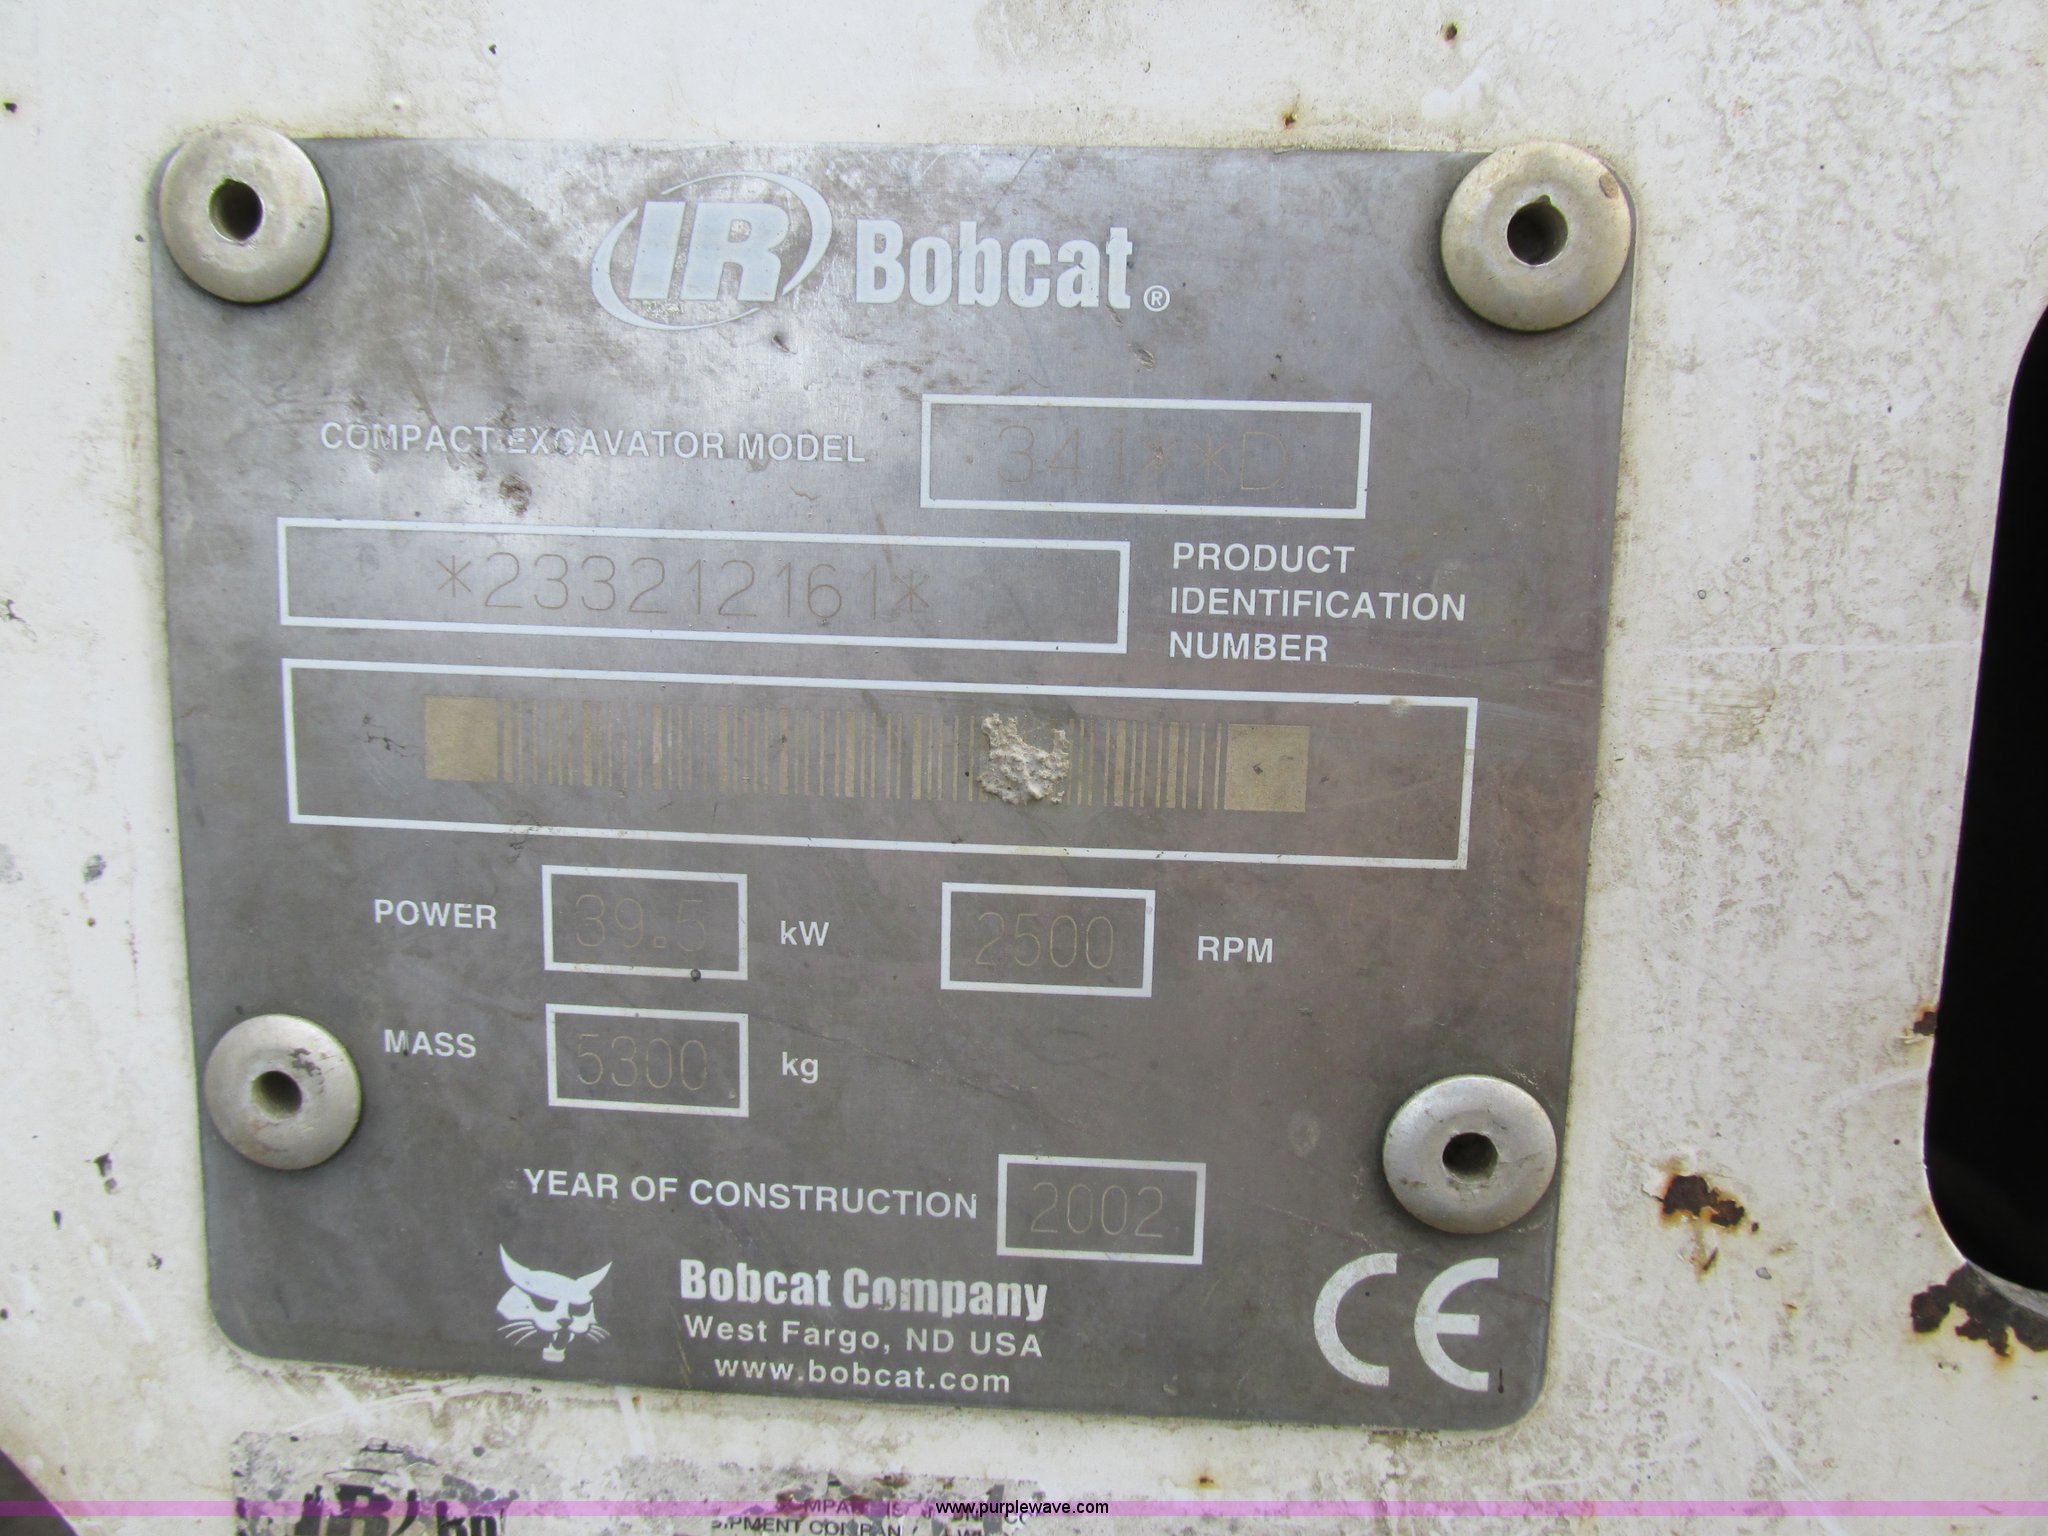 IR Bobcat®
COMPACT EXCAVATOR MODEL 341**D
*233212161*
PRODUCT
IDENTIFICATION
NUMBER
POWER 39.5 kW 2500 RPM
MASS 5300 kg
YEAR OF CONSTRUCTION 2002
Bobcat Company
West Fargo, ND USA
www.bobcat.com
CE
IR
www.purplewave.com